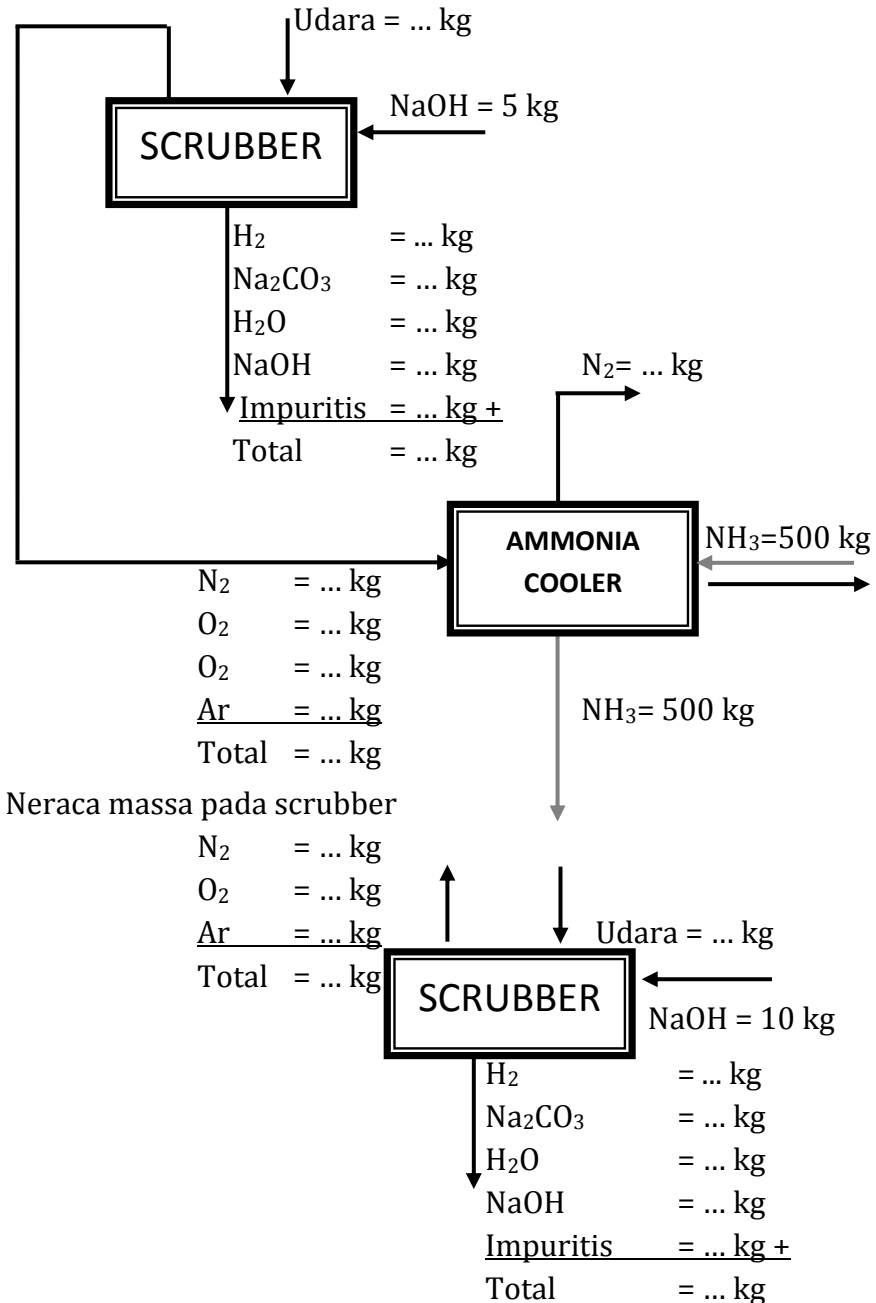 Udara = ... kg
NaOH = 5 kg
SCRUBBER
H₂ = ... kg
Na₂CO₃ = ... kg
H₂O = ... kg
NaOH = ... kg
Impuritis = ... kg +
Total = ... kg
N₂= ... kg
AMMONIA
COOLER
NH₃=500 kg
N₂ = ... kg
O₂ = ... kg
O₂ = ... kg
Ar = ... kg
Total = ... kg
NH₃= 500 kg
Neraca massa pada scrubber
N₂ = ... kg
O₂ = ... kg
Ar = ... kg
Total = ... kg
Udara = ... kg
SCRUBBER
NaOH = 10 kg
H₂ = ... kg
Na₂CO₃ = ... kg
H₂O = ... kg
NaOH = ... kg
Impuritis = ... kg +
Total = ... kg